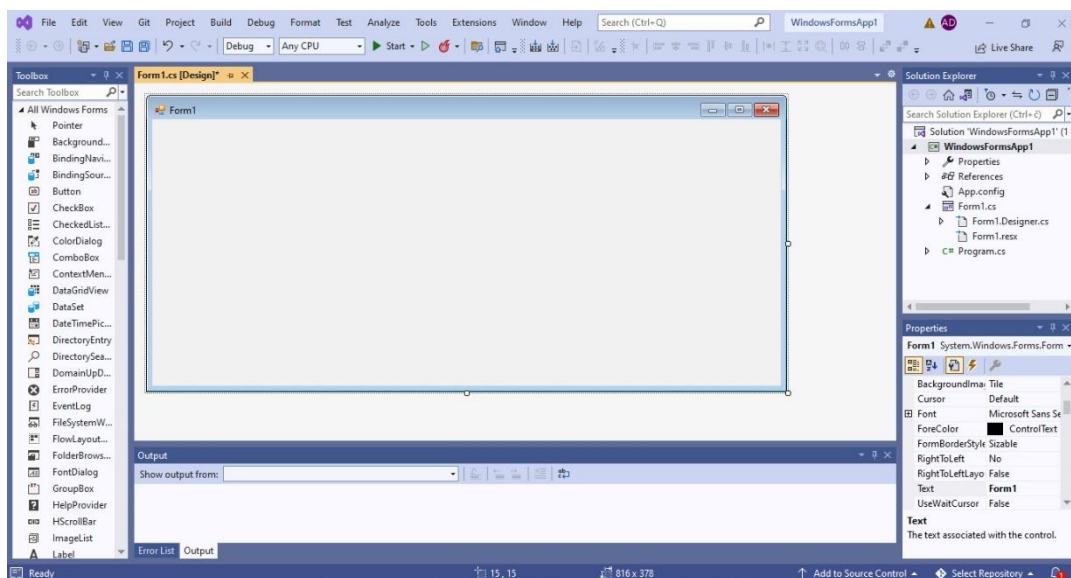 File Edit View Git Project Build Debug Format Test Analyze Tools Extensions Window Help Search (Ctrl+Q) WindowsFormsApp1 AD
Debug Any CPU Start Live Share
Toolbox
Search Toolbox
All Windows Forms
Pointer
Background...
BindingNavi...
BindingSour...
Button
CheckBox
CheckedList...
ColorDialog
ComboBox
ContextMen...
DataGridView
DataSet
DateTimePic...
DirectoryEntry
DirectorySea...
DomainUpD...
ErrorProvider
EventLog
FileSystemW...
FlowLayout...
FolderBrows...
FontDialog
GroupBox
HelpProvider
HScrollBar
ImageList
Label
Form1.cs [Design]*
Form1
Output
Show output from:
Error List Output
Solution Explorer
Search Solution Explorer (Ctrl+č)
Solution 'WindowsFormsApp1' (1
WindowsFormsApp1
Properties
References
App.config
Form1.cs
Form1.Designer.cs
Form1.resx
C# Program.cs
Properties
Form1 System.Windows.Forms.Form
BackgroundIma Tile
Cursor Default
Font Microsoft Sans Se
ForeColor ControlText
FormBorderStyle Sizable
RightToLeft No
RightToLeftLayo False
Text Form1
UseWaitCursor False
Text
The text associated with the control.
Ready 15, 15 816 x 378 Add to Source Control Select Repository 1